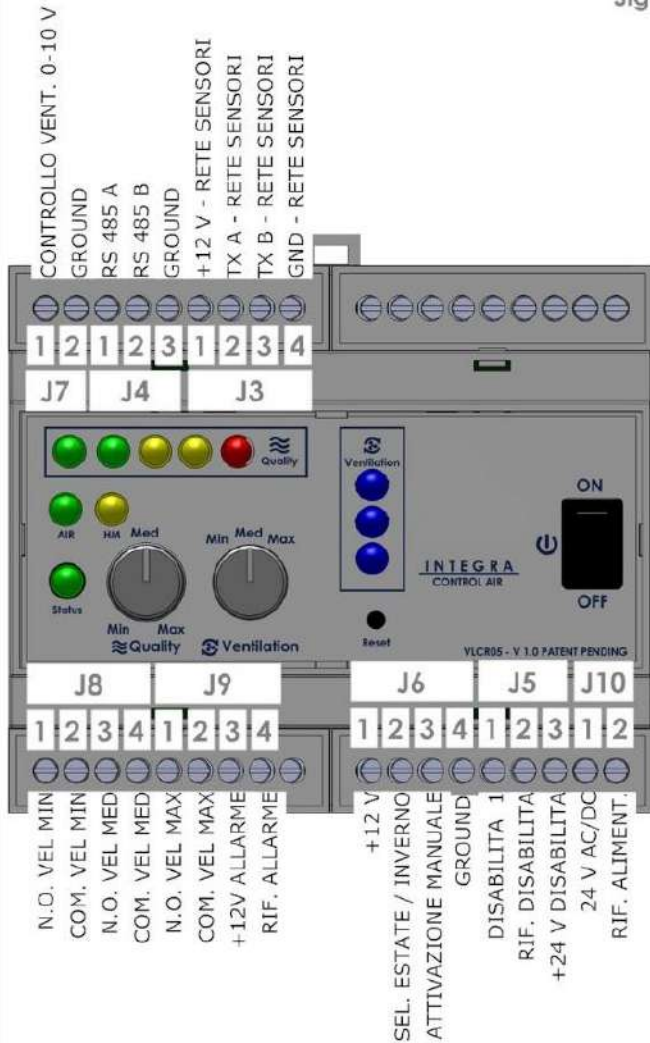 Sig
CONTROLLO VENT. 0-10 V
GROUND
RS 485 A
RS 485 B
GROUND
+12 V - RETE SENSORI
TX A - RETE SENSORI
TX B - RETE SENSORI
GND - RETE SENSORI
1 2 1 2 3 1 2 3 4
J7 J4 J3
Quality
Ventilation
AIR
HM
Med
Min Med Max
ON
INTEGRA
CONTROL AIR
Status
OFF
Min Max
Quality
Ventilation
Reset
VLCR05 - V 1.0 PATENT PENDING
J8 J9 J6 J5 J10
1 2 3 4 1 2 3 4 1 2 3 4 1 2 3 1 2
N.O. VEL MIN
COM. VEL MIN
N.O. VEL MED
COM. VEL MED
N.O. VEL MAX
COM. VEL MAX
+12V ALLARME
RIF. ALLARME
+12 V
SEL. ESTATE / INVERNO
ATTIVAZIONE MANUALE
GROUND
DISABILITA 1
RIF. DISABILITA
+24 V DISABILITA
24 V AC/DC
RIF. ALIMENT.